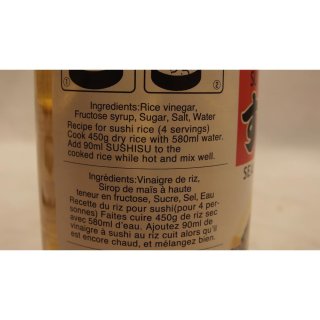 Ingredients:Rice vinegar,
Fructose syrup, Sugar, Salt, Water
Recipe for sushi rice (4 servings)
Cook 450g dry rice with 580ml water.
Add 90ml SUSHISU to the
cooked rice while hot and mix well.
Ingrédients:Vinaigre de riz,
Sirop de maïs à haute
teneur en fructose, Sucre, Sel, Eau
Recette du riz pour sushi(pour 4 per-
sonnes) Faites cuire 450g de riz sec
avec 580ml d'eau. Ajoutez 90ml de
vinaigre à sushi au riz cuit alors qu'il
est encore chaud, et mélangez bien.
す
SEA